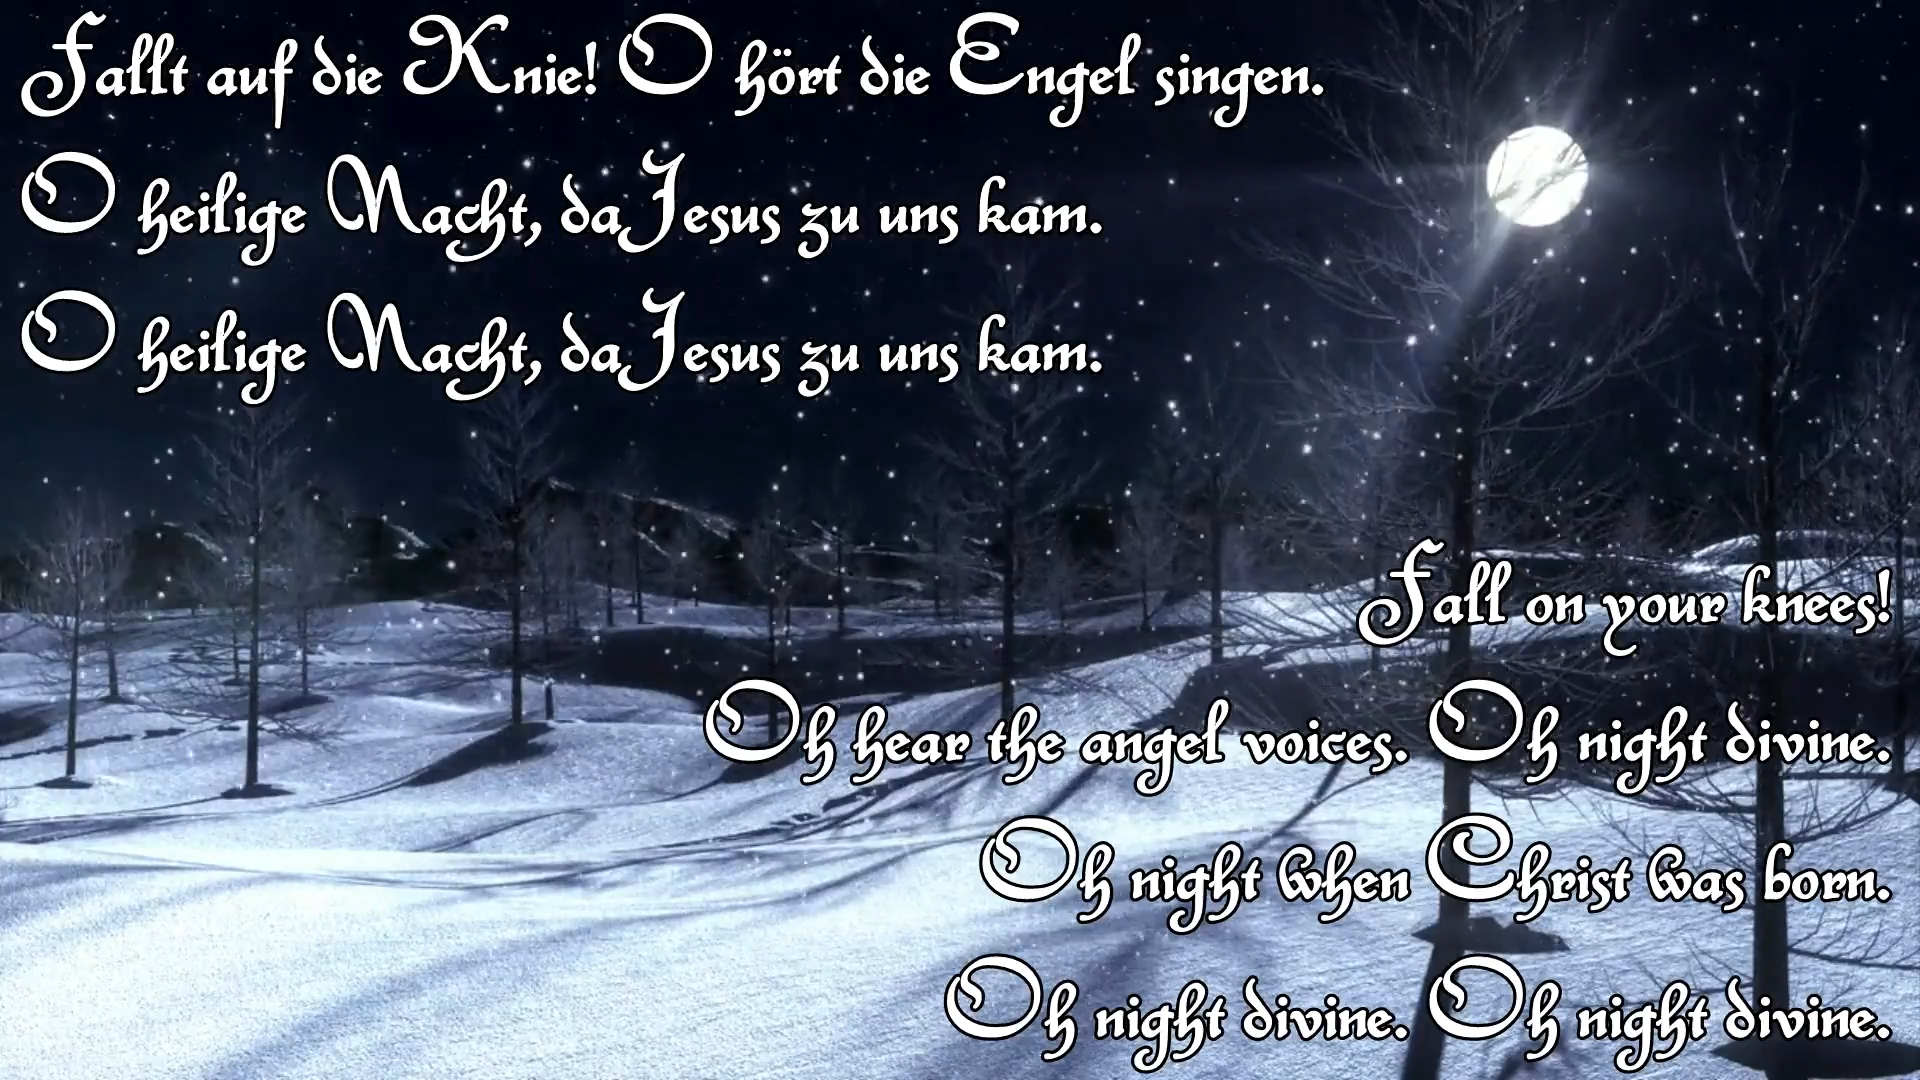 Fallt auf die Knie! O hört die Engel singen.
O heilige Nacht, da Jesus zu uns kam.
O heilige Nacht, da Jesus zu uns kam.
Fall on your knees!
Oh hear the angel voices. Oh night divine.
Oh night when Christ was born.
Oh night divine. Oh night divine.